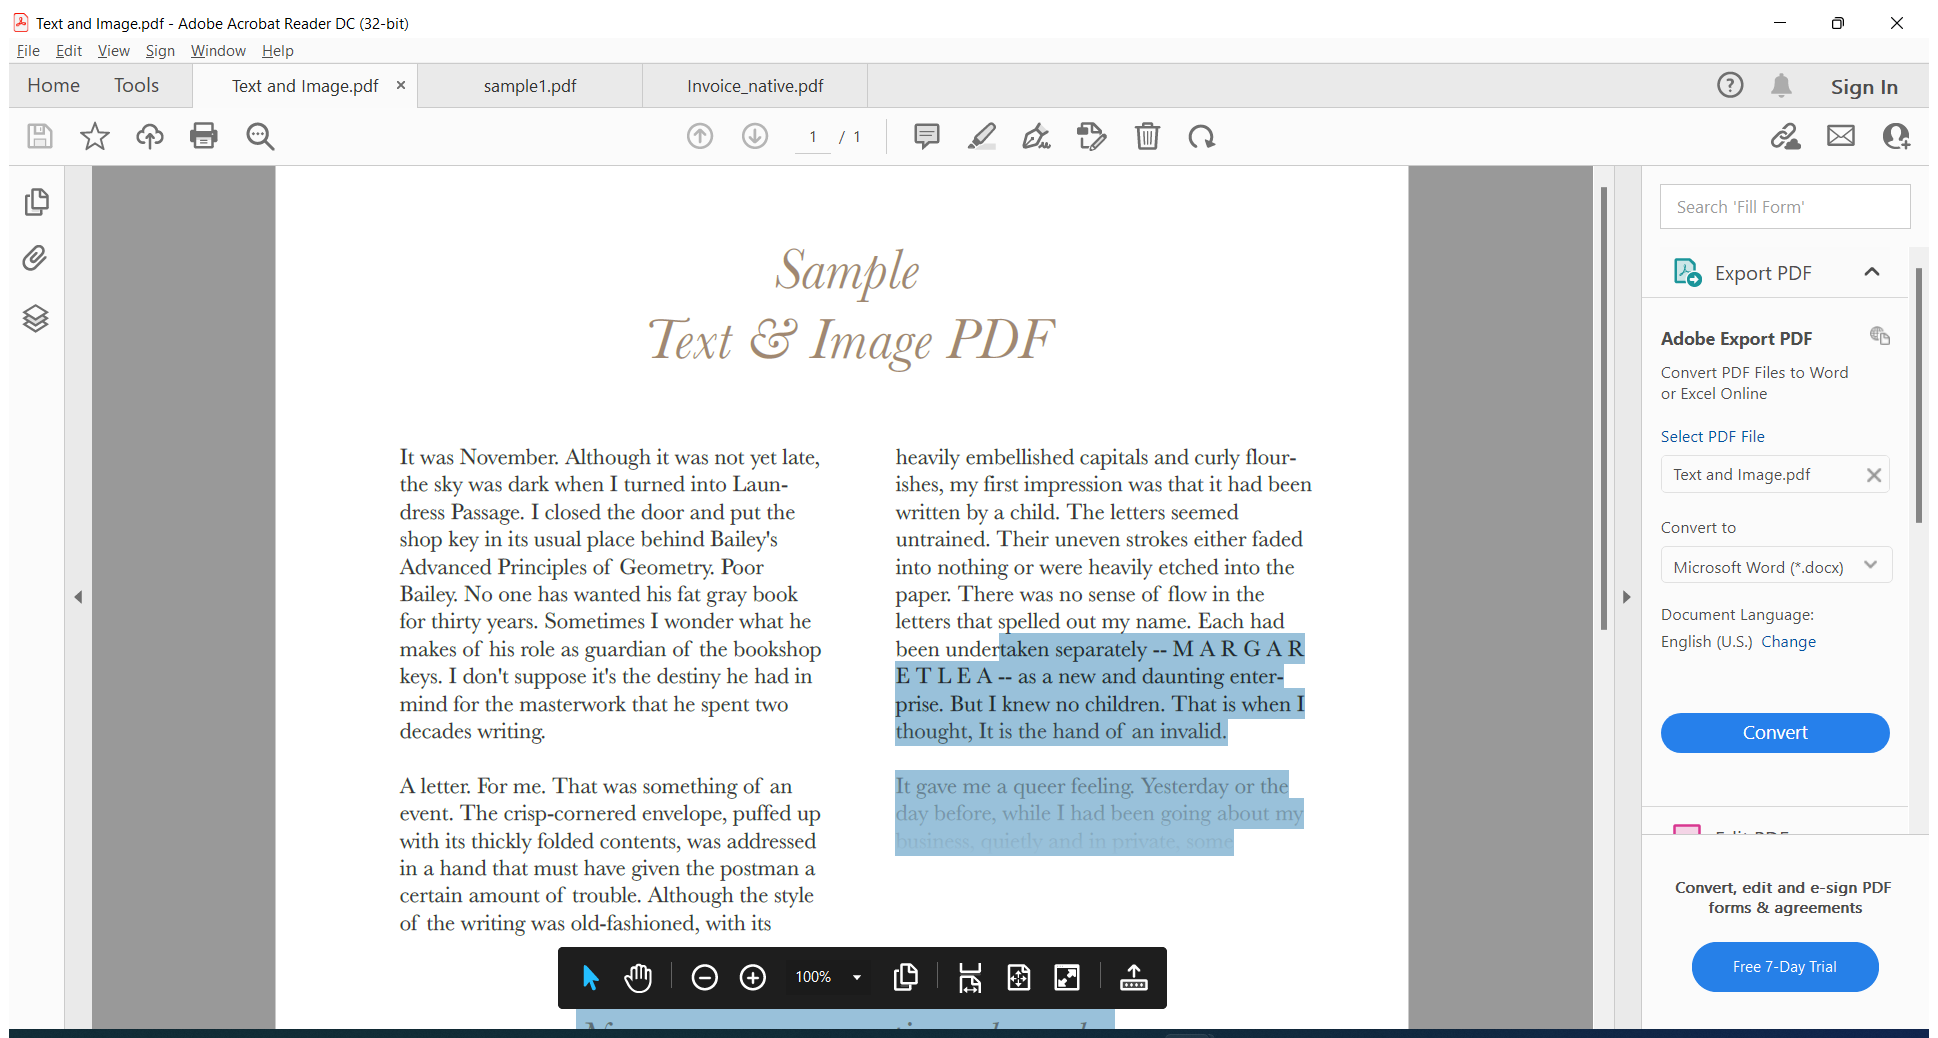 Text and Image.pdf - Adobe Acrobat Reader DC (32-bit)
File Edit View Sign Window Help
Home Tools Text and Image.pdf sample1.pdf Invoice_native.pdf Sign In
1 / 1
Sample
Text & Image PDF
It was November. Although it was not yet late,
the sky was dark when I turned into Laun-
dress Passage. I closed the door and put the
shop key in its usual place behind Bailey's
Advanced Principles of Geometry. Poor
Bailey. No one has wanted his fat gray book
for thirty years. Sometimes I wonder what he
makes of his role as guardian of the bookshop
keys. I don't suppose it's the destiny he had in
mind for the masterwork that he spent two
decades writing.
A letter. For me. That was something of an
event. The crisp-cornered envelope, puffed up
with its thickly folded contents, was addressed
in a hand that must have given the postman a
certain amount of trouble. Although the style
of the writing was old-fashioned, with its
heavily embellished capitals and curly flour-
ishes, my first impression was that it had been
written by a child. The letters seemed
untrained. Their uneven strokes either faded
into nothing or were heavily etched into the
paper. There was no sense of flow in the
letters that spelled out my name. Each had
been undertaken separately -- M A R G A R
E T L E A -- as a new and daunting enter-
prise. But I knew no children. That is when I
thought, It is the hand of an invalid.
It gave me a queer feeling. Yesterday or the
day before, while I had been going about my
business, quietly and in private, some
100%
Search 'Fill Form'
Export PDF
Adobe Export PDF
Convert PDF Files to Word
or Excel Online
Select PDF File
Text and Image.pdf
Convert to
Microsoft Word (*.docx)
Document Language:
English (U.S.) Change
Convert
Edit PDF
Convert, edit and e-sign PDF
forms & agreements
Free 7-Day Trial